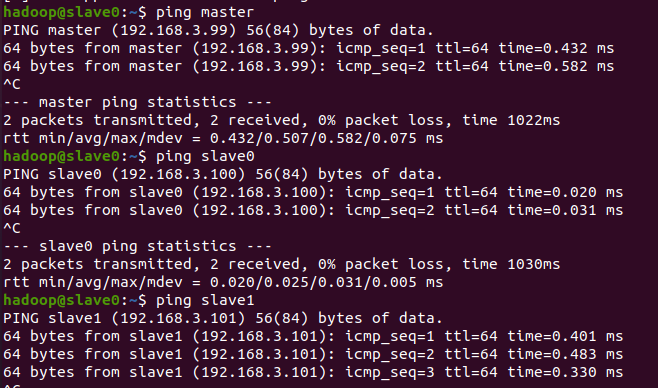 hadoop@slave0:~$ ping master
PING master (192.168.3.99) 56(84) bytes of data.
64 bytes from master (192.168.3.99): icmp_seq=1 ttl=64 time=0.432 ms
64 bytes from master (192.168.3.99): icmp_seq=2 ttl=64 time=0.582 ms
^C
--- master ping statistics ---
2 packets transmitted, 2 received, 0% packet loss, time 1022ms
rtt min/avg/max/mdev = 0.432/0.507/0.582/0.075 ms
hadoop@slave0:~$ ping slave0
PING slave0 (192.168.3.100) 56(84) bytes of data.
64 bytes from slave0 (192.168.3.100): icmp_seq=1 ttl=64 time=0.020 ms
64 bytes from slave0 (192.168.3.100): icmp_seq=2 ttl=64 time=0.031 ms
^C
--- slave0 ping statistics ---
2 packets transmitted, 2 received, 0% packet loss, time 1030ms
rtt min/avg/max/mdev = 0.020/0.025/0.031/0.005 ms
hadoop@slave0:~$ ping slave1
PING slave1 (192.168.3.101) 56(84) bytes of data.
64 bytes from slave1 (192.168.3.101): icmp_seq=1 ttl=64 time=0.401 ms
64 bytes from slave1 (192.168.3.101): icmp_seq=2 ttl=64 time=0.483 ms
64 bytes from slave1 (192.168.3.101): icmp_seq=3 ttl=64 time=0.330 ms
^C